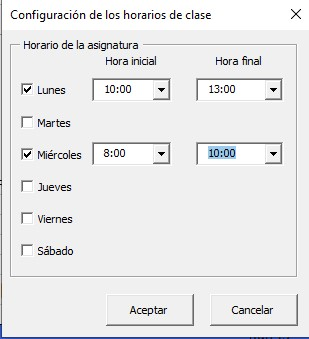 Configuración de los horarios de clase
Horario de la asignatura
Hora inicial Hora final
Lunes 10:00 13:00
Martes
Miércoles 8:00 10:00
Jueves
Viernes
Sábado
Aceptar Cancelar